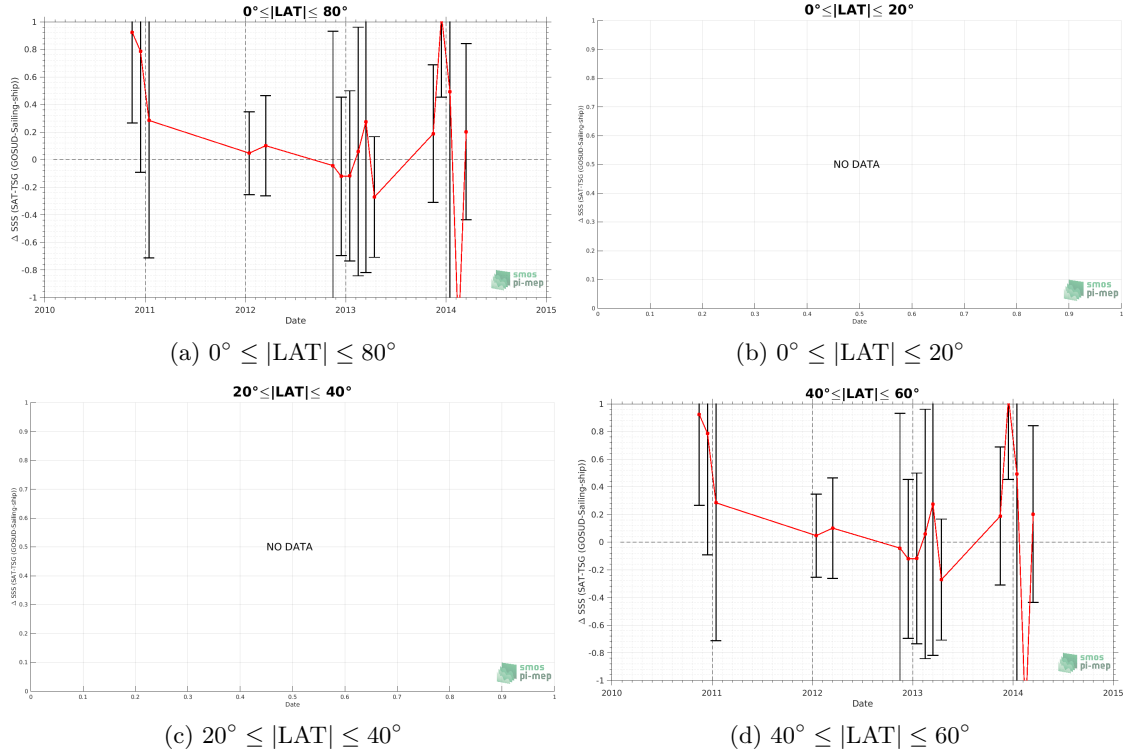 0°≤|LAT|≤ 80°
Δ SSS (SAT-TSG (GOSUD-Sailing-ship))
1
0.8
0.6
0.4
0.2
0
-0.2
-0.4
-0.6
-0.8
-1
2010 2011 2012 2013 2014 2015
Date
smos
pi-mep
(a) 0° ≤ |LAT| ≤ 80°
0°≤|LAT|≤ 20°
Δ SSS (SAT-TSG (GOSUD-Sailing-ship))
1
0.9
0.8
0.7
0.6
0.5
0.4
0.3
0.2
0.1
0
NO DATA
0 0.1 0.2 0.3 0.4 0.5 0.6 0.7 0.8 0.9 1
Date
smos
pi-mep
(b) 0° ≤ |LAT| ≤ 20°
20°≤|LAT|≤ 40°
Δ SSS (SAT-TSG (GOSUD-Sailing-ship))
1
0.9
0.8
0.7
0.6
0.5
0.4
0.3
0.2
0.1
0
NO DATA
0 0.1 0.2 0.3 0.4 0.5 0.6 0.7 0.8 0.9 1
Date
smos
pi-mep
(c) 20° ≤ |LAT| ≤ 40°
40°≤|LAT|≤ 60°
Δ SSS (SAT-TSG (GOSUD-Sailing-ship))
1
0.8
0.6
0.4
0.2
0
-0.2
-0.4
-0.6
-0.8
-1
2010 2011 2012 2013 2014 2015
Date
smos
pi-mep
(d) 40° ≤ |LAT| ≤ 60°